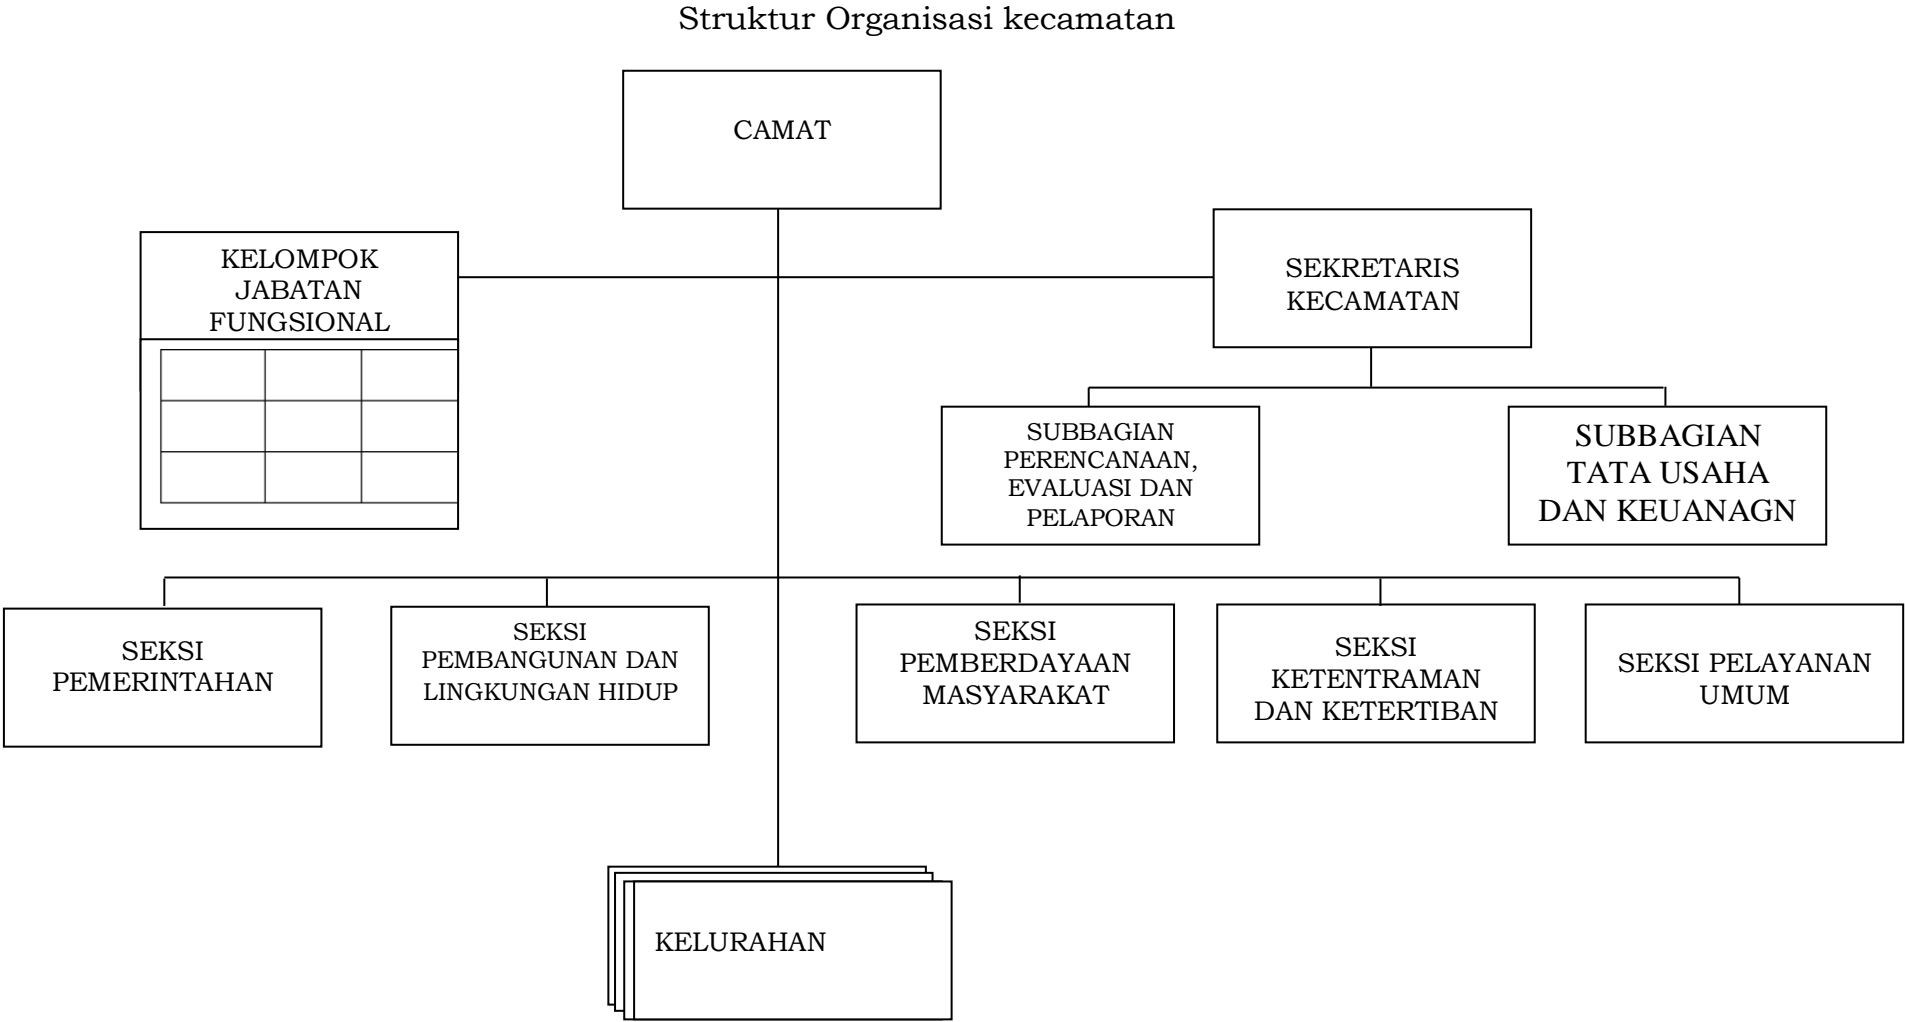 Struktur Organisasi kecamatan
CAMAT
KELOMPOK
JABATAN
FUNGSIONAL
SEKRETARIS
KECAMATAN
SUBBAGIAN
PERENCANAAN,
EVALUASI DAN
PELAPORAN
SUBBAGIAN
TATA USAHA
DAN KEUANAGN
SEKSI
PEMERINTAHAN
SEKSI
PEMBANGUNAN DAN
LINGKUNGAN HIDUP
SEKSI
PEMBERDAYAAN
MASYARAKAT
SEKSI
KETENTRAMAN
DAN KETERTIBAN
SEKSI PELAYANAN
UMUM
KELURAHAN